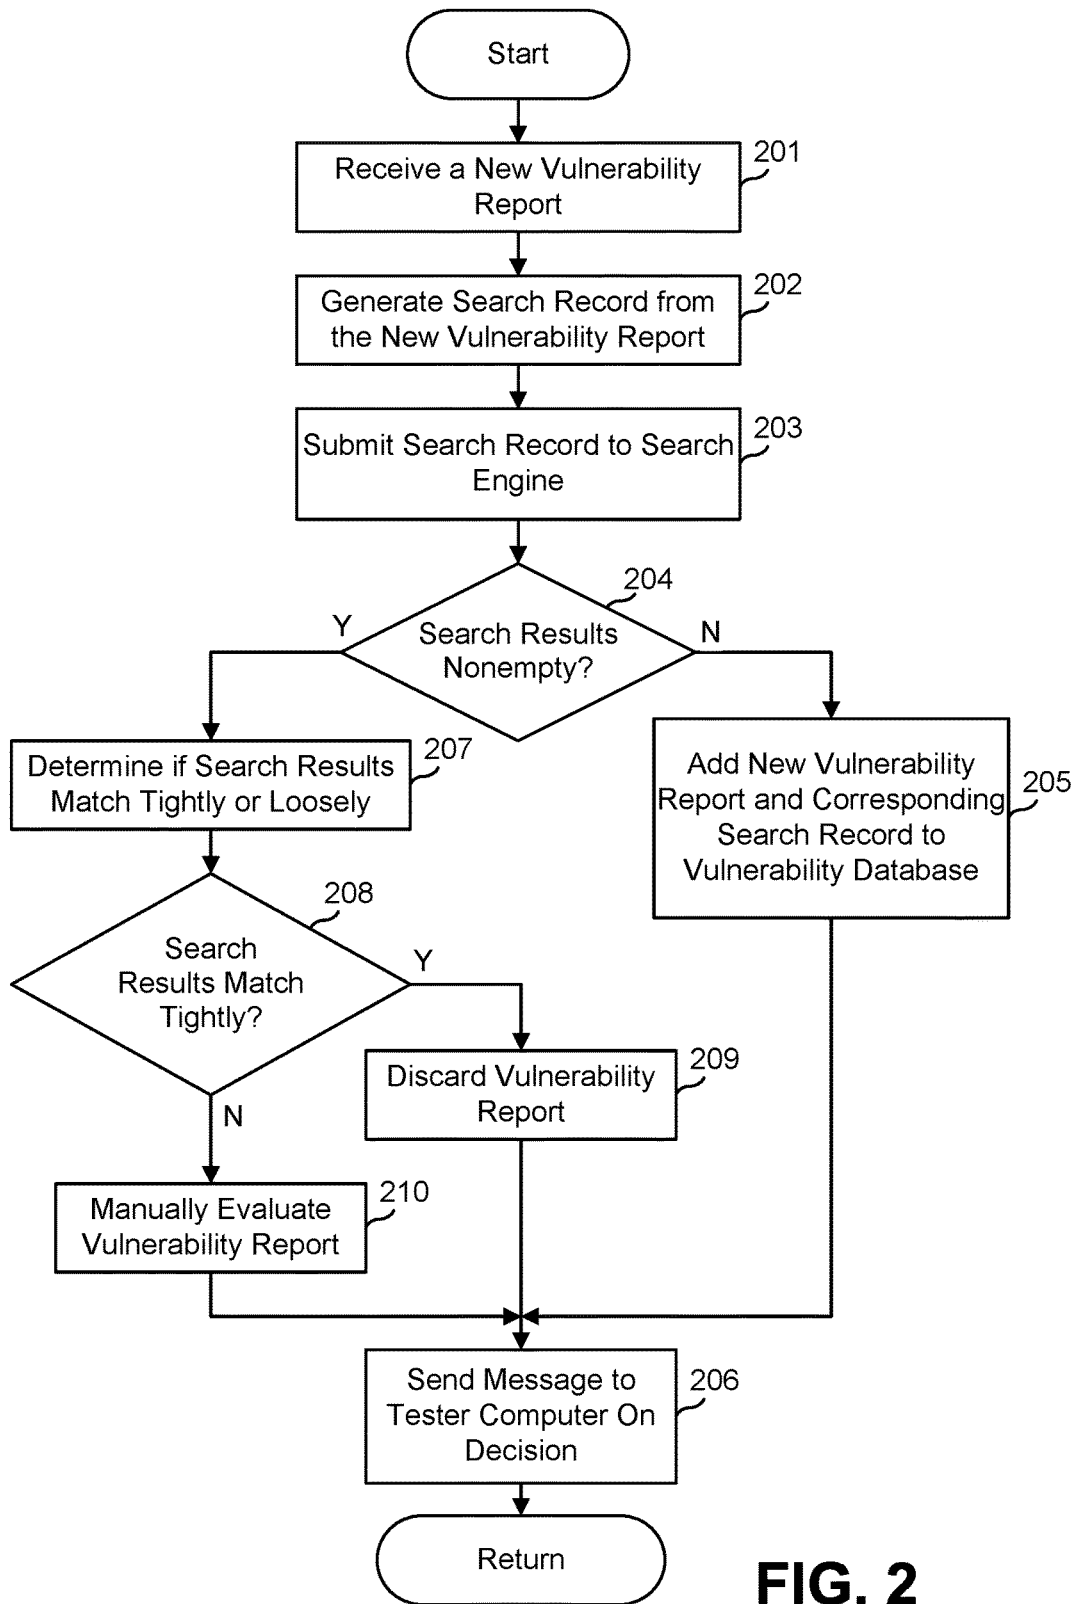 Start
Receive a New Vulnerability
Report
201
Generate Search Record from
the New Vulnerability Report
202
Submit Search Record to Search
Engine
203
204
Search Results
Nonempty?
Y
N
Determine if Search Results
Match Tightly or Loosely
207
Add New Vulnerability
Report and Corresponding
Search Record to
Vulnerability Database
205
208
Search
Results Match
Tightly?
Y
N
Discard Vulnerability
Report
209
Manually Evaluate
Vulnerability Report
210
Send Message to
Tester Computer On
Decision
206
Return
FIG. 2